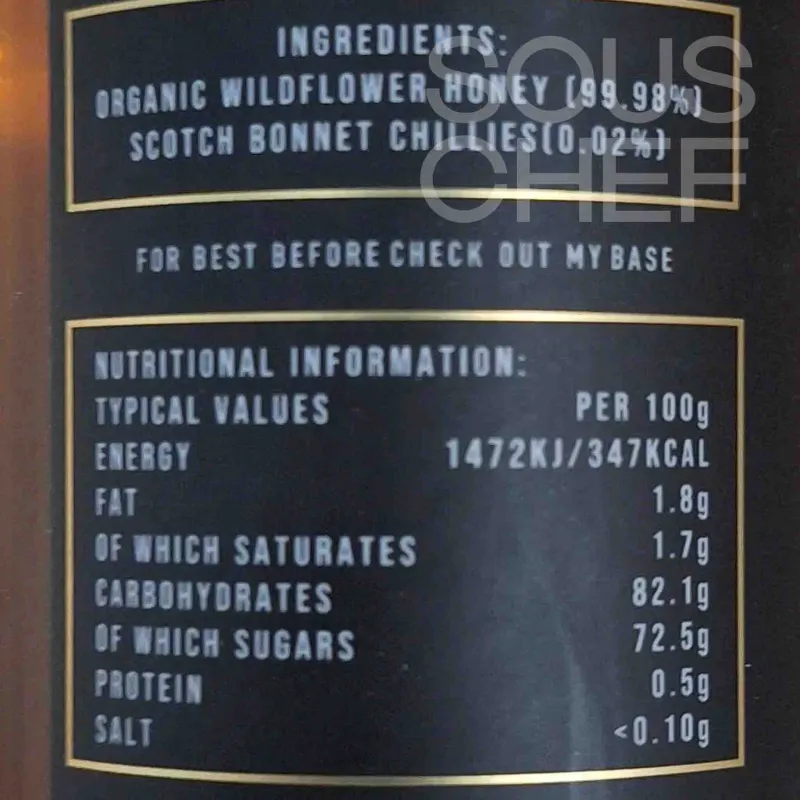 INGREDIENTS:
ORGANIC WILDFLOWER HONEY (99.98%)
SCOTCH BONNET CHILLIES(0.02%)
SOUS
CHEF
FOR BEST BEFORE CHECK OUT MY BASE
NUTRITIONAL INFORMATION:
TYPICAL VALUES PER 100g
ENERGY 1472KJ/347KCAL
FAT 1.8g
OF WHICH SATURATES 1.7g
CARBOHYDRATES 82.1g
OF WHICH SUGARS 72.5g
PROTEIN 0.5g
SALT <0.10g